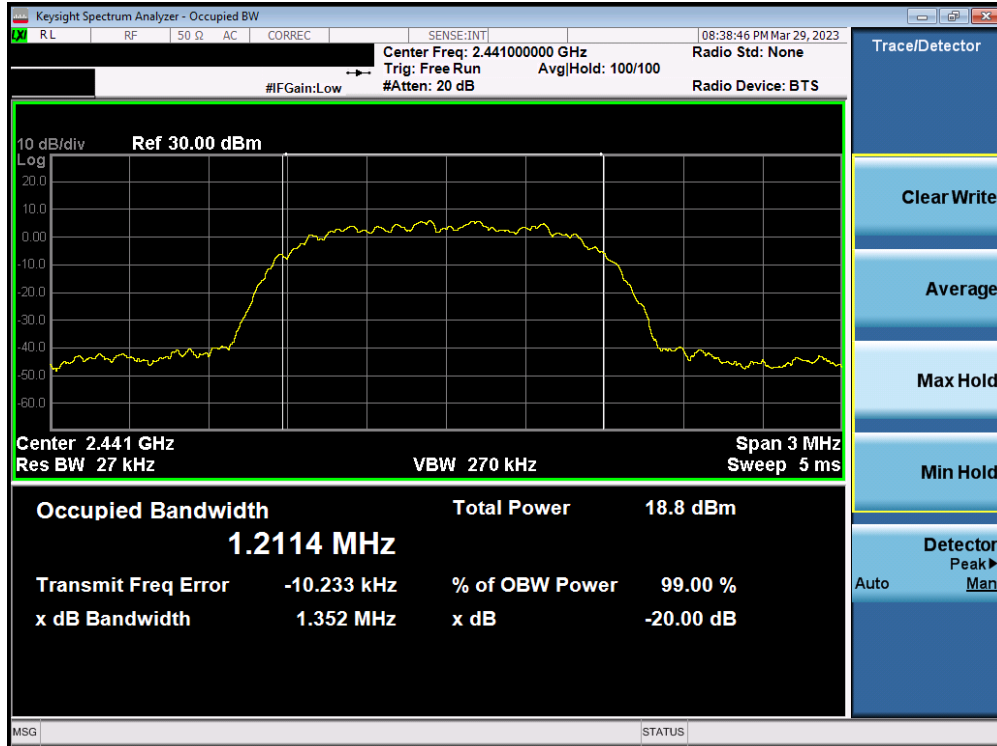 Keysight Spectrum Analyzer - Occupied BW
LXI RL RF 50 Ω AC CORREC SENSE:INT 08:38:46 PM Mar 29, 2023
Center Freq: 2.441000000 GHz Radio Std: None
Trig: Free Run Avg|Hold: 100/100
#IFGain:Low #Atten: 20 dB Radio Device: BTS
10 dB/div Ref 30.00 dBm
Log
20.0
10.0
0.00
-10.0
-20.0
-30.0
-40.0
-50.0
-60.0
Center 2.441 GHz Span 3 MHz
Res BW 27 kHz VBW 270 kHz Sweep 5 ms
Occupied Bandwidth Total Power 18.8 dBm
1.2114 MHz
Transmit Freq Error -10.233 kHz % of OBW Power 99.00 %
x dB Bandwidth 1.352 MHz x dB -20.00 dB
MSG STATUS
Trace/Detector
Clear Write
Average
Max Hold
Min Hold
Detector
Peak▶
Auto Man